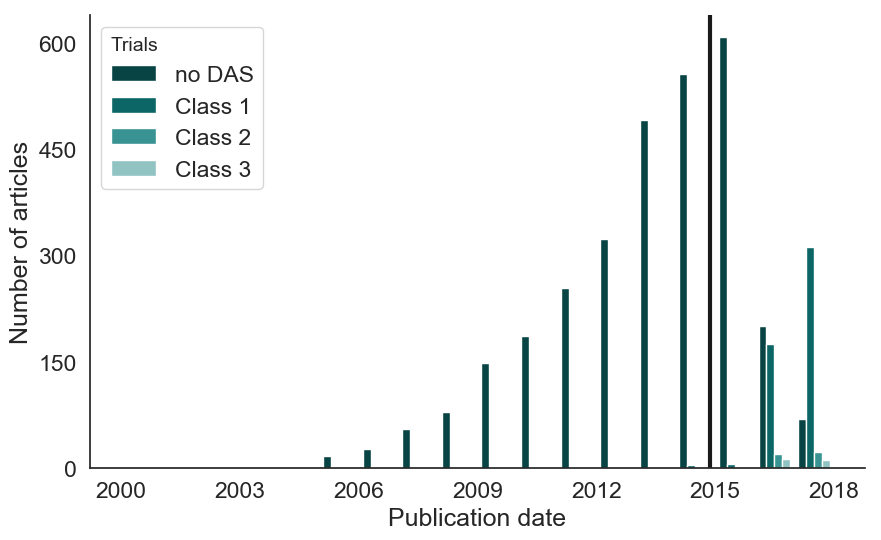 Trials
no DAS
Class 1
Class 2
Class 3
Number of articles
600
450
300
150
0
2000 2003 2006 2009 2012 2015 2018
Publication date